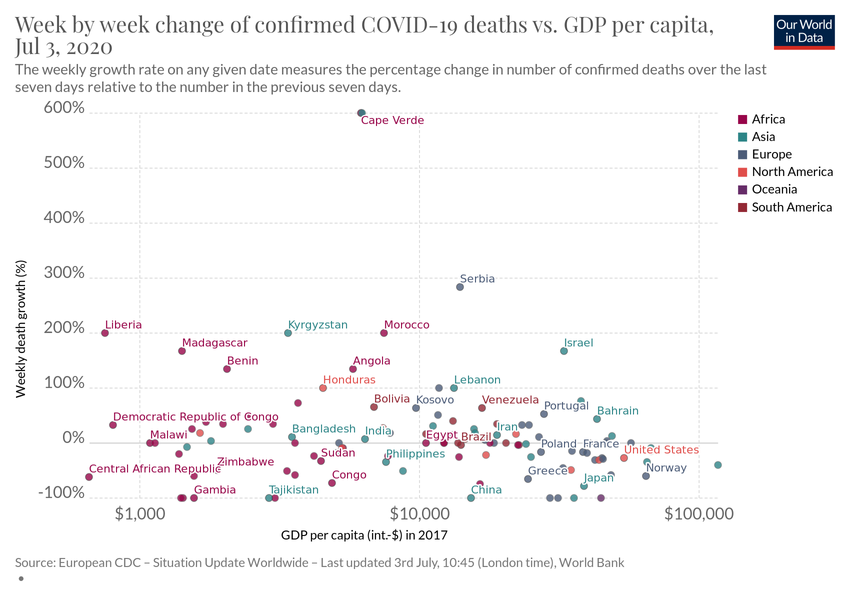 Week by week change of confirmed COVID-19 deaths vs. GDP per capita,
Jul 3, 2020
Our World
in Data
The weekly growth rate on any given date measures the percentage change in number of confirmed deaths over the last
seven days relative to the number in the previous seven days.
600%
500%
400%
300%
200%
100%
0%
-100%
Weekly death growth (%)
Cape Verde
Serbia
Liberia
Kyrgyzstan
Morocco
Madagascar
Israel
Benin
Angola
Honduras
Lebanon
Bolivia
Kosovo
Venezuela
Portugal
Bahrain
Democratic Republic of Congo
Malawi
Bangladesh
India
Egypt
Brazil
Iran
Poland
France
United States
Sudan
Philippines
Central African Republic
Zimbabwe
Congo
Greece
Norway
Japan
Gambia
Tajikistan
China
$1,000
$10,000
$100,000
GDP per capita (int.-$) in 2017
Africa
Asia
Europe
North America
Oceania
South America
Source: European CDC – Situation Update Worldwide – Last updated 3rd July, 10:45 (London time), World Bank